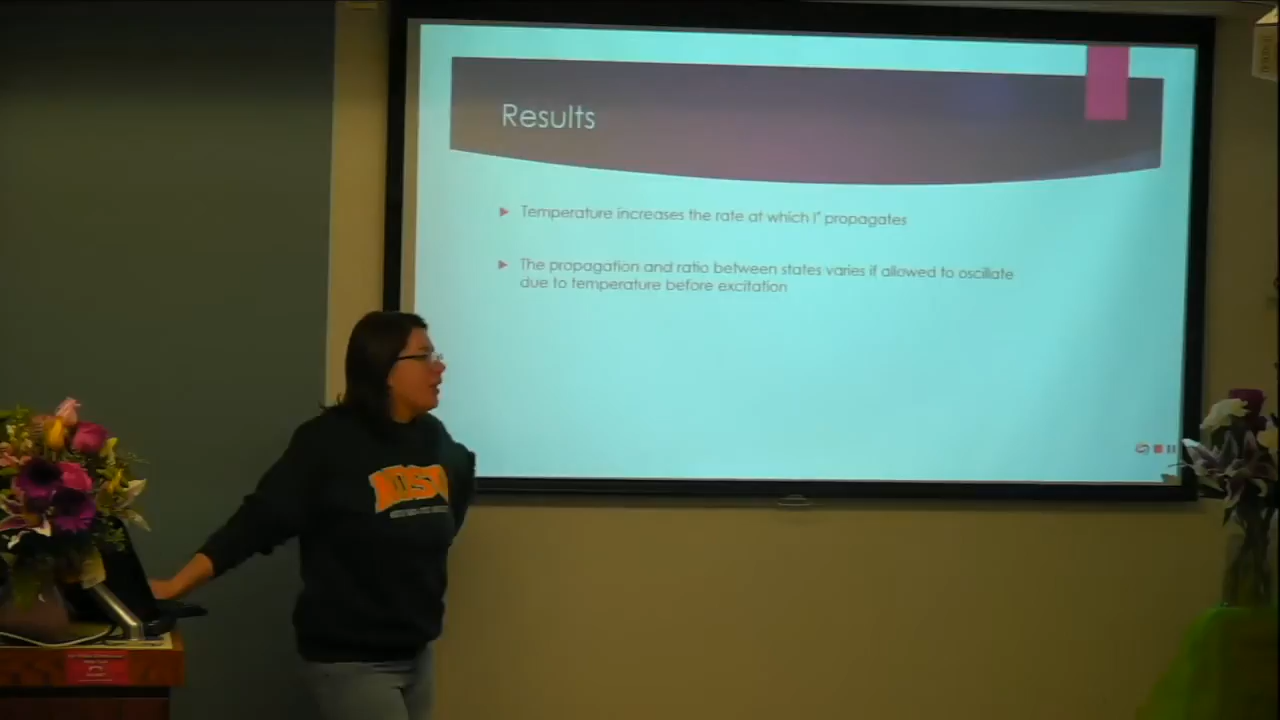 Results
Temperature increases the rate at which I* propagates
The propagation and ratio between states varies if allowed to oscillate
due to temperature before excitation